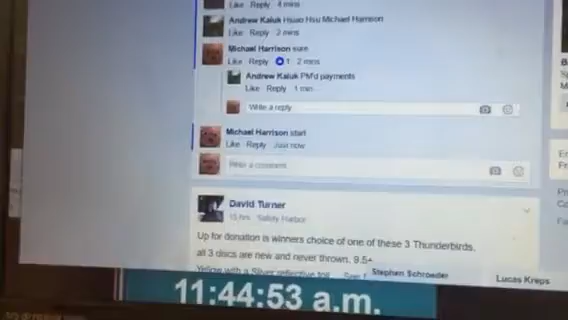 Like Reply 4 mins
Andrew Kaluk Hsiao Hsu Michael Harrison
Like Reply 2 mins
Michael Harrison sure
Like Reply 1 2 mins
Andrew Kaluk PM'd payments
Like Reply 1 min
Write a reply
Michael Harrison start
Like Reply Just now
Write a comment
David Turner
15 hrs Safety Harbor
Up for donation is winners choice of one of these 3 Thunderbirds,
all 3 discs are new and never thrown. 9.5+
Yellow with a Silver reflective foil
Stephen Schroeder
Lucas Kreps
11:44:53 a.m.